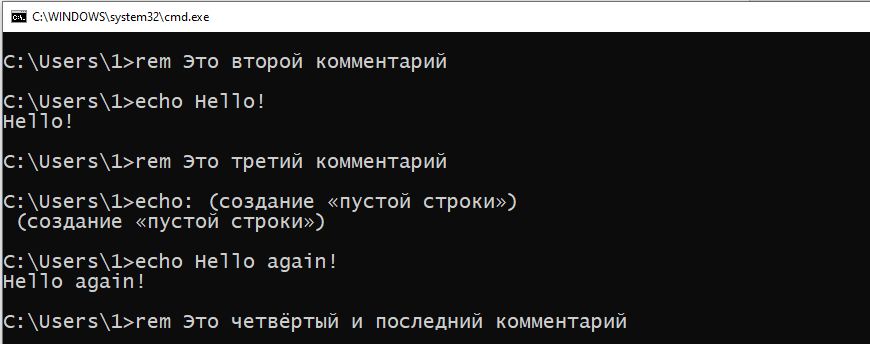 C:\WINDOWS\system32\cmd.exe
C:\Users\1>rem Это второй комментарий
C:\Users\1>echo Hello!
Hello!
C:\Users\1>rem Это третий комментарий
C:\Users\1>echo: (создание «пустой строки»)
(создание «пустой строки»)
C:\Users\1>echo Hello again!
Hello again!
C:\Users\1>rem Это четвёртый и последний комментарий